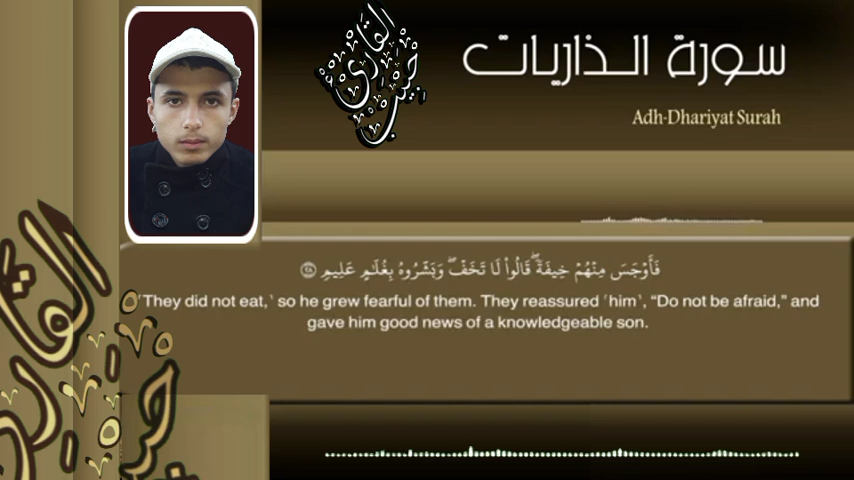 القارئ
حبيب
سورة الذاريات
Adh-Dhariyat Surah
فَأَوْجَسَ مِنْهُمْ خِيفَةً ۖ قَالُوا۟ لَا تَخَفْ ۖ وَبَشَّرُوهُ بِغُلَـٰمٍ عَلِيمٍ ٢٨
˹They did not eat,˺ so he grew fearful of them. They reassured ˹him˺, “Do not be afraid,” and
gave him good news of a knowledgeable son.
القارئ
حبيب